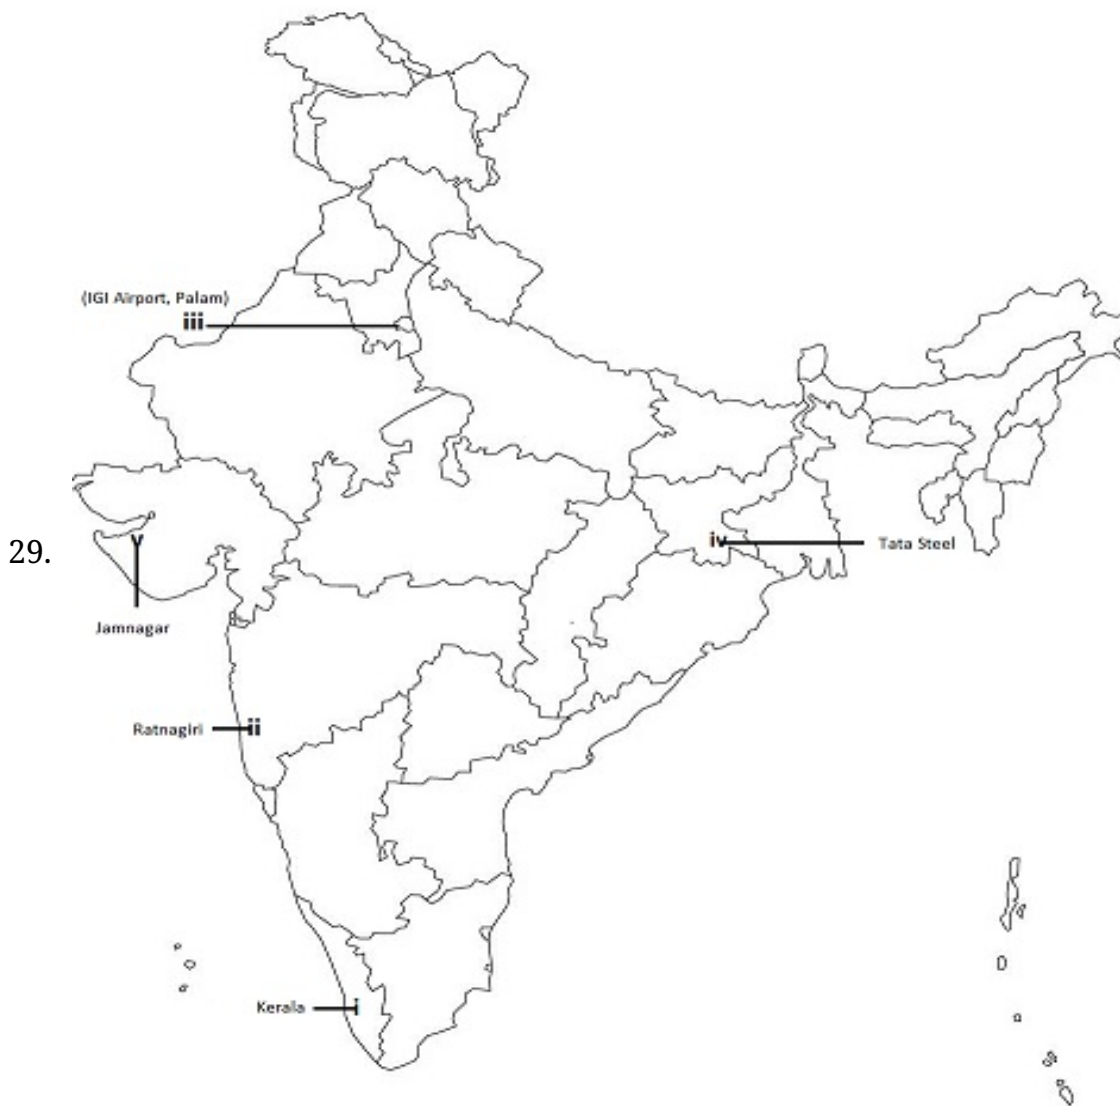 (IGI Airport, Palam)
iii
29.
v
iv Tata Steel
Jamnagar
Ratnagiri ii
Kerala i